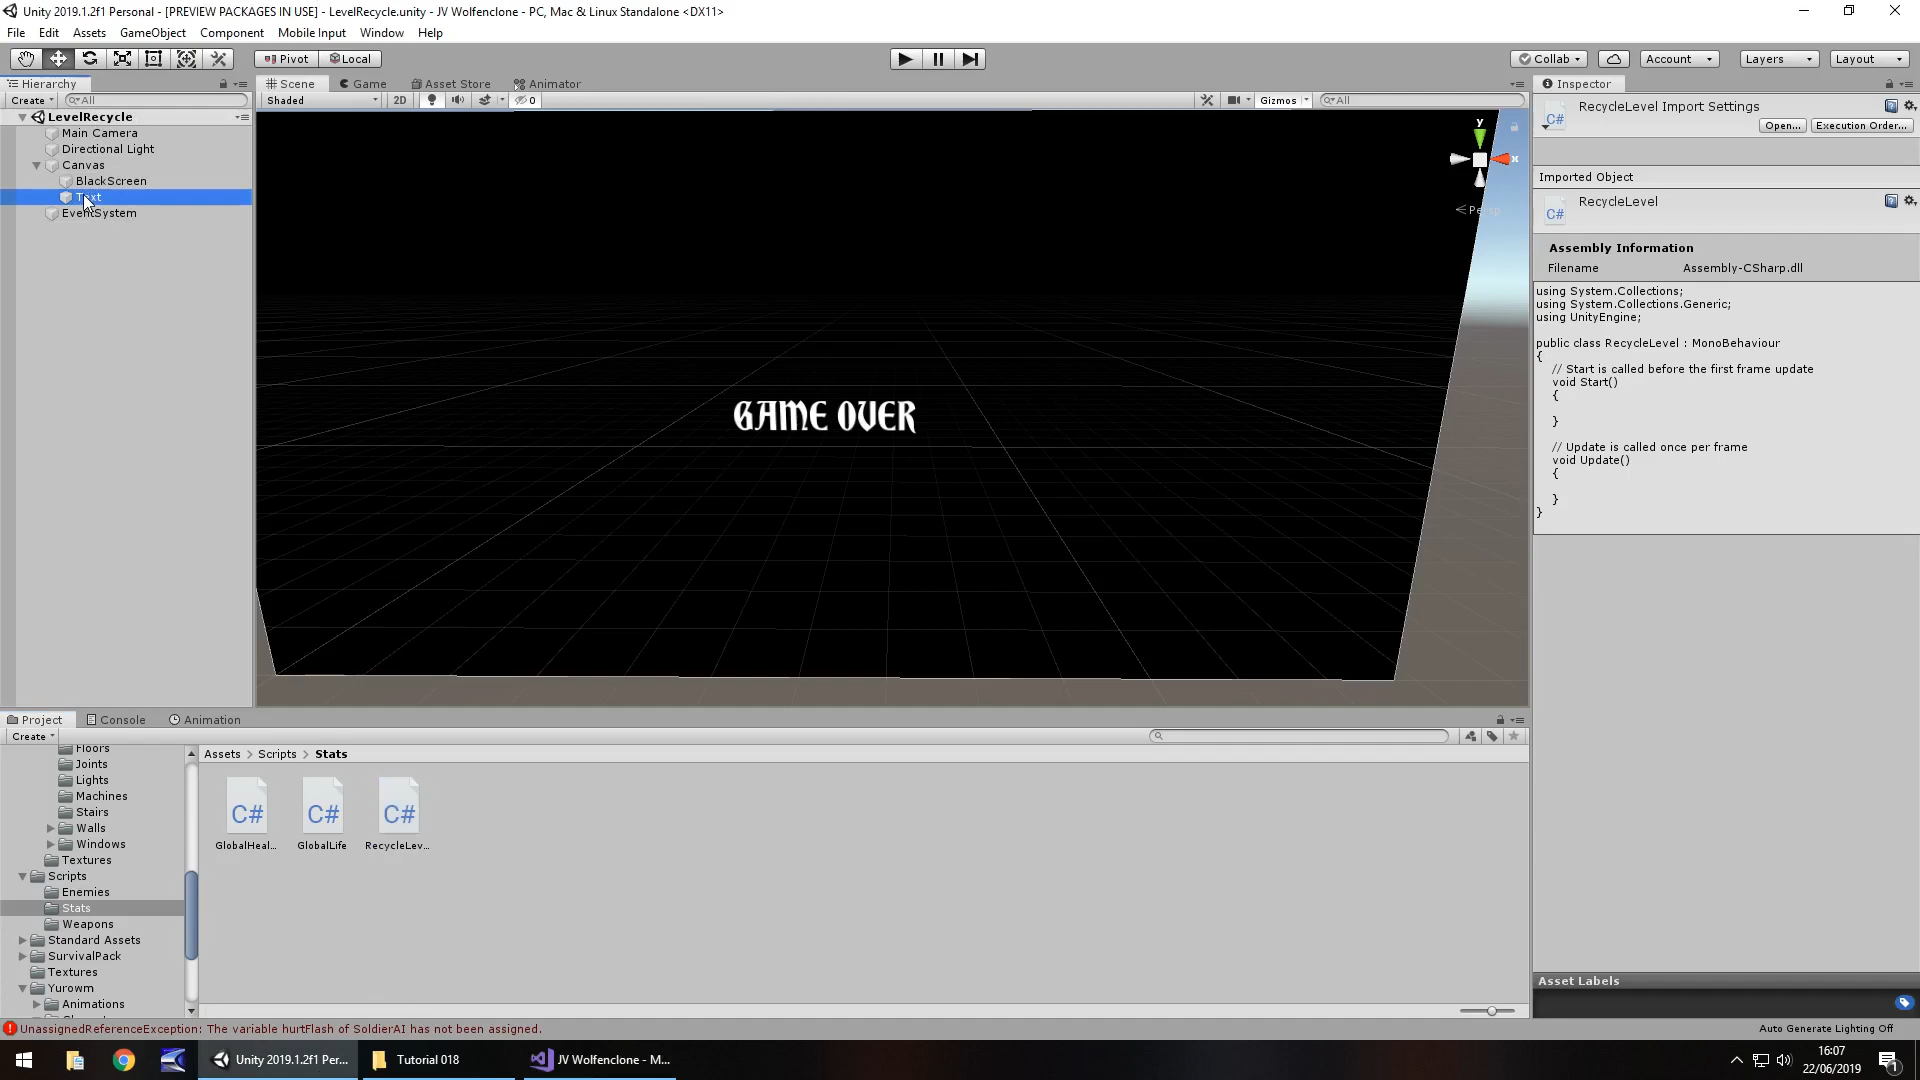 Unity 2019.1.2f1 Personal - [PREVIEW PACKAGES IN USE] - LevelRecycle.unity - JV Wolfenclone - PC, Mac & Linux Standalone <DX11>
File Edit Assets GameObject Component Mobile Input Window Help
Pivot Local Collab Account Layers Layout
Hierarchy Scene Game Asset Store Animator Inspector
Create All Shaded 2D 0 Gizmos All
LevelRecycle
Main Camera
Directional Light
Canvas
BlackScreen
Text
EventSystem
y
x
Persp
GAME OVER
RecycleLevel Import Settings
Open... Execution Order...
Imported Object
RecycleLevel
C#
C#
Assembly Information
Filename Assembly-CSharp.dll
using System.Collections;
using System.Collections.Generic;
using UnityEngine;
public class RecycleLevel : MonoBehaviour
{
// Start is called before the first frame update
void Start()
{
}
// Update is called once per frame
void Update()
{
}
}
Project Console Animation
Create
Floors
Joints
Lights
Machines
Stairs
Walls
Windows
Textures
Scripts
Enemies
Stats
Weapons
Standard Assets
SurvivalPack
Textures
Yurowm
Animations
Assets > Scripts > Stats
C# C# C#
GlobalHeal... GlobalLife RecycleLev...
Asset Labels
UnassignedReferenceException: The variable hurtFlash of SoldierAI has not been assigned.
Auto Generate Lighting Off
Unity 2019.1.2f1 Per... Tutorial 018 JV Wolfenclone - M...
16:07
22/06/2019
1